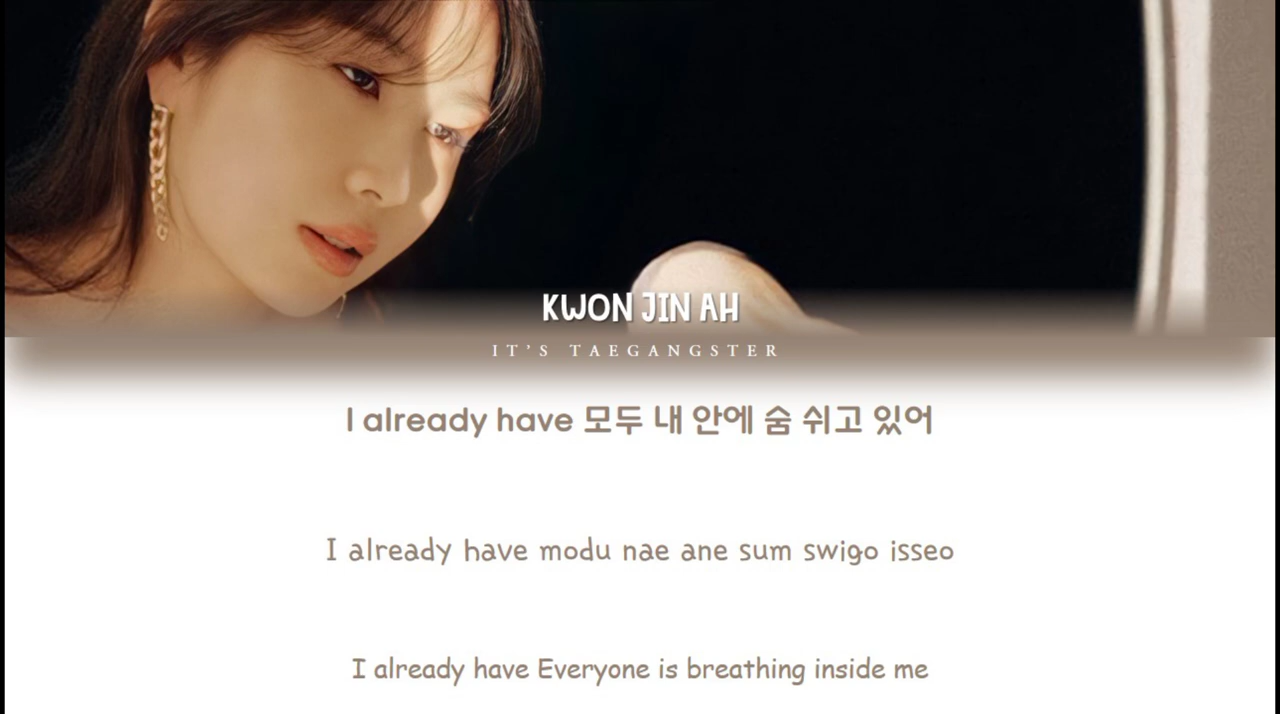 KWON JIN AH
IT'S TAEGANGSTER
I already have 모두 내 안에 숨 쉬고 있어
I already have modu nae ane sum swigo isseo
I already have Everyone is breathing inside me